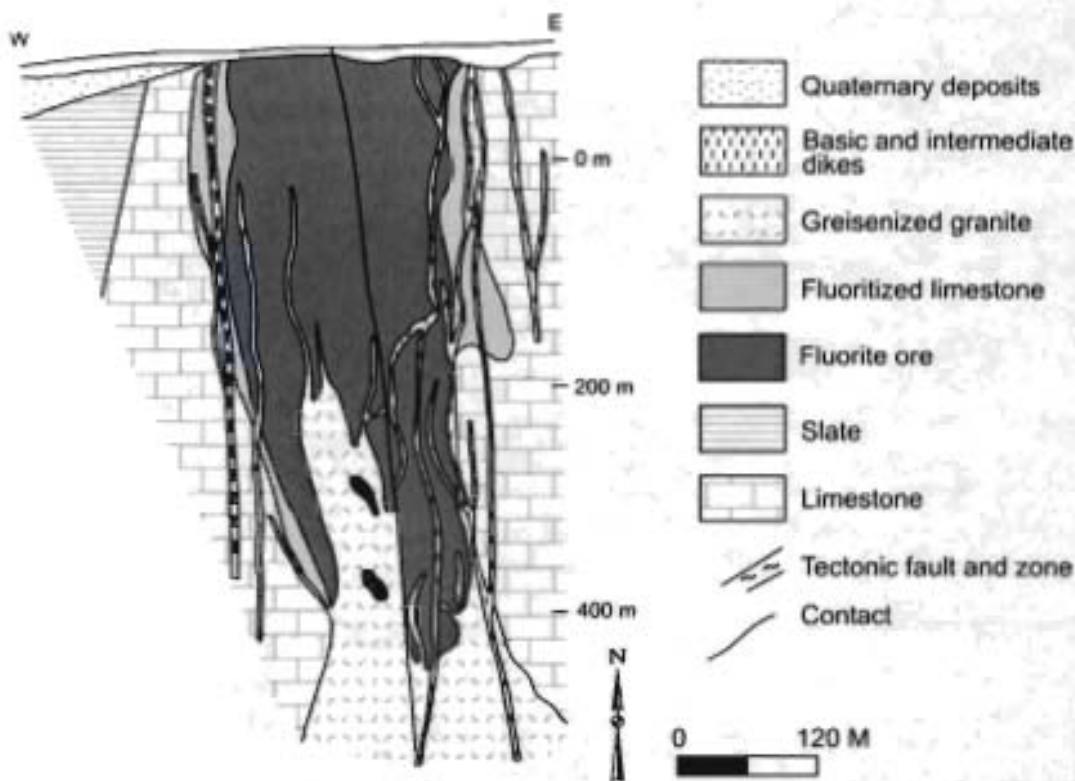 W
E
0 m
200 m
400 m
N
0
120 M
Quaternary deposits
Basic and intermediate
dikes
Greisenized granite
Fluoritized limestone
Fluorite ore
Slate
Limestone
Tectonic fault and zone
Contact